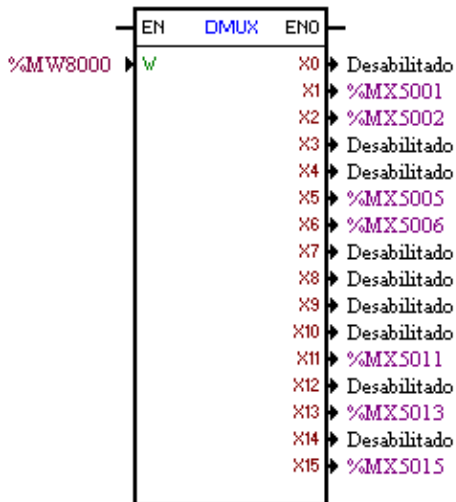 EN DMUX ENO
%MW8000 W X0 Desabilitado
X1 %MX5001
X2 %MX5002
X3 Desabilitado
X4 Desabilitado
X5 %MX5005
X6 %MX5006
X7 Desabilitado
X8 Desabilitado
X9 Desabilitado
X10 Desabilitado
X11 %MX5011
X12 Desabilitado
X13 %MX5013
X14 Desabilitado
X15 %MX5015